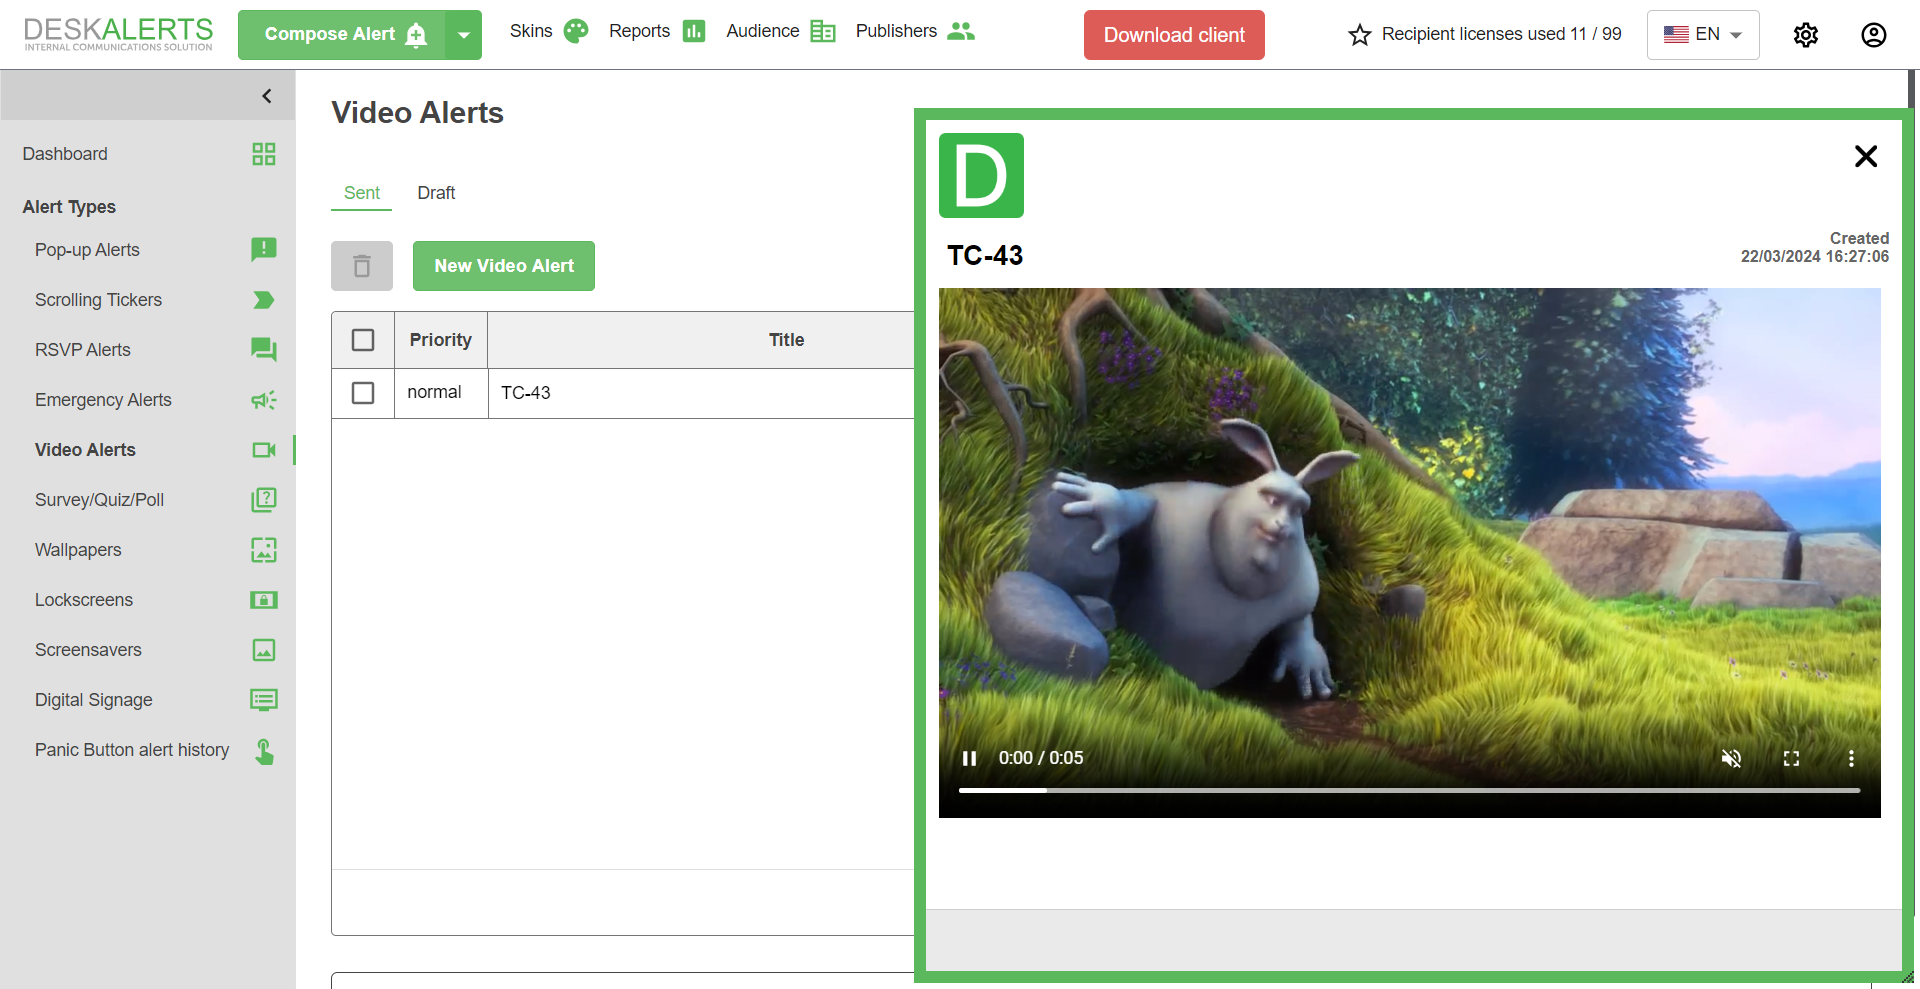 DESKALERTS
INTERNAL COMMUNICATIONS SOLUTION
Compose Alert
Skins
Reports
Audience
Publishers
Download client
Recipient licenses used 11 / 99
EN
Dashboard
Alert Types
Pop-up Alerts
Scrolling Tickers
RSVP Alerts
Emergency Alerts
Video Alerts
Survey/Quiz/Poll
Wallpapers
Lockscreens
Screensavers
Digital Signage
Panic Button alert history
Video Alerts
Sent
Draft
New Video Alert
Priority
Title
normal
TC-43
D
TC-43
Created
22/03/2024 16:27:06
0:00 / 0:05